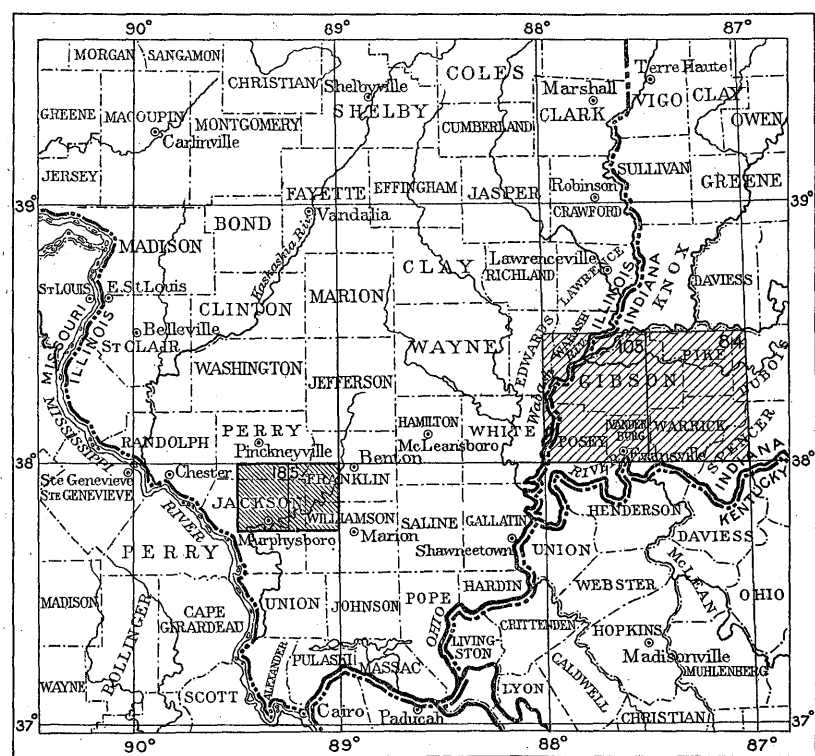 90° 89° 88° 87°
MORGAN SANGAMON
CHRISTIAN Shelbyville COLES Terre Haute
Marshall
GREENE MACOUPIN MONTGOMERY SHELBY CLARK VIGO CLAY
Carlinville CUMBERLAND OWEN
JERSEY SULLIVAN
FAYETTE EFFINGHAM JASPER Robinson GREENE
39° 39°
BOND Vandalia CRAWFORD
MADISON Kaskaskia Riv.
CLAY Lawrenceville LAWRENCE KNOX
RICHLAND DAVIESS
ST LOUIS E. St Louis MARION ILLINOIS INDIANA
CLINTON
MISSOURI ILLINOIS Belleville
ST CLAIR WAYNE EDWARDS WABASH 105 84
Wabash Riv. PIKE
WASHINGTON JEFFERSON GIBSON DUBOIS
MISSISSIPPI
RANDOLPH PERRY HAMILTON WHITE VANDERBURG WARRICK
Pinckneyville McLeansboro POSEY SPENCER
Evansville
38° Benton RIVER INDIANA 38°
Ste Genevieve Chester 185 FRANKLIN KENTUCKY
STE GENEVIEVE HENDERSON
JACKSON WILLIAMSON SALINE GALLATIN DAVIESS
RIVER Murphysboro Marion Shawneetown UNION
PERRY McLEAN
HARDIN WEBSTER
MADISON UNION JOHNSON POPE OHIO
CAPE GIRARDEAU OHIO CRITTENDEN
BOLLINGER LIVINGSTON HOPKINS
PULASKI MASSAC Madisonville
ALEXANDER CALDWELL MUHLENBERG
WAYNE SCOTT LYON
Cairo Paducah CHRISTIAN
37° 37°
90° 89° 88° 87°